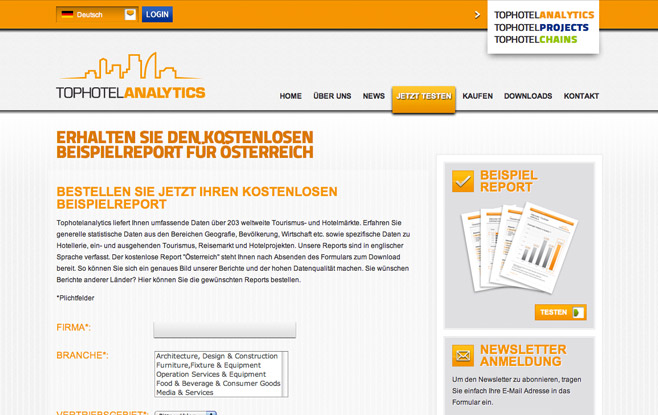 Deutsch LOGIN
TOPHOTELANALYTICS
TOPHOTELPROJECTS
TOPHOTELCHAINS
TOPHOTELANALYTICS
HOME ÜBER UNS NEWS JETZT TESTEN KAUFEN DOWNLOADS KONTAKT
ERHALTEN SIE DEN KOSTENLOSEN
BEISPIELREPORT FÜR ÖSTERREICH
BESTELLEN SIE JETZT IHREN KOSTENLOSEN
BEISPIELREPORT
Tophotelanalytics liefert Ihnen umfassende Daten über 203 weltweite Tourismus- und Hotelmärkte. Erfahren Sie
generelle statistische Daten aus den Bereichen Geografie, Bevölkerung, Wirtschaft etc. sowie spezifische Daten zu
Hotellerie, ein- und ausgehenden Tourismus, Reisemarkt und Hotelprojekten. Unsere Reports sind in englischer
Sprache verfasst. Der kostenlose Report "Österreich" steht Ihnen nach Absenden des Formulars zum Download
bereit. So können Sie sich ein genaues Bild unserer Berichte und der hohen Datenqualität machen. Sie wünschen
Berichte anderer Länder? Hier können Sie die gewünschten Reports bestellen.
*Plichtfelder
FIRMA*:
BRANCHE*:
Architecture, Design & Construction
Furniture,Fixture & Equipment
Operation Services & Equipment
Food & Beverage & Consumer Goods
Media & Services
VERTRIEBSGEBIET*:
BEISPIEL
REPORT
TESTEN
NEWSLETTER
ANMELDUNG
Um den Newsletter zu abonnieren, tragen
Sie einfach Ihre E-Mail Adresse in das
Formular ein.